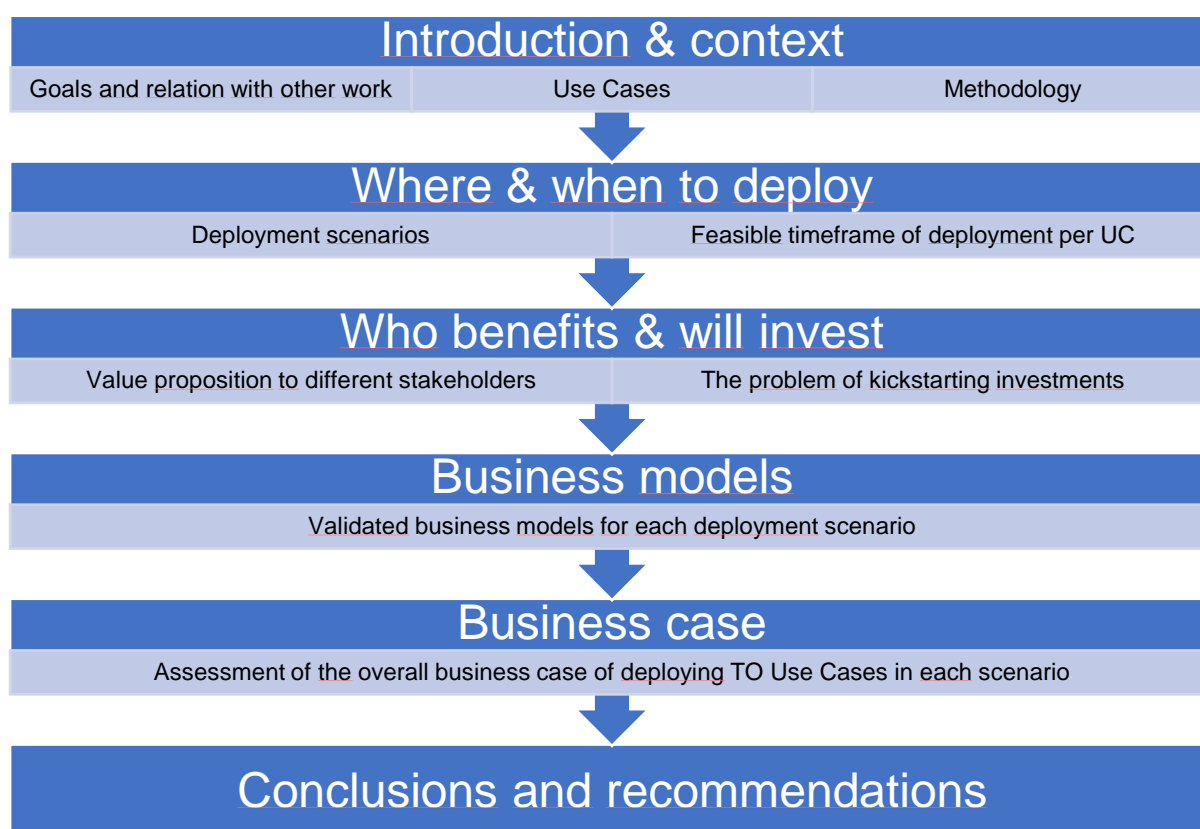 Introduction & context
Goals and relation with other work
Use Cases
Methodology
Where & when to deploy
Deployment scenarios
Feasible timeframe of deployment per UC
Who benefits & will invest
Value proposition to different stakeholders
The problem of kickstarting investments
Business models
Validated business models for each deployment scenario
Business case
Assessment of the overall business case of deploying TO Use Cases in each scenario
Conclusions and recommendations